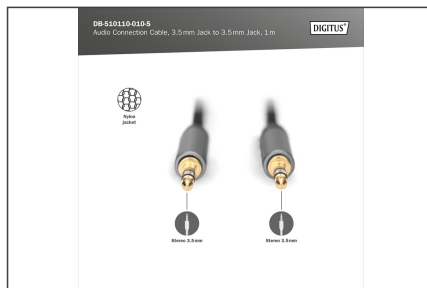 DB-510110-010-S
Audio Connection Cable, 3.5 mm Jack to 3.5 mm Jack, 1 m
DIGITUS®
Nylon
jacket
Stereo 3.5mm
Stereo 3.5mm